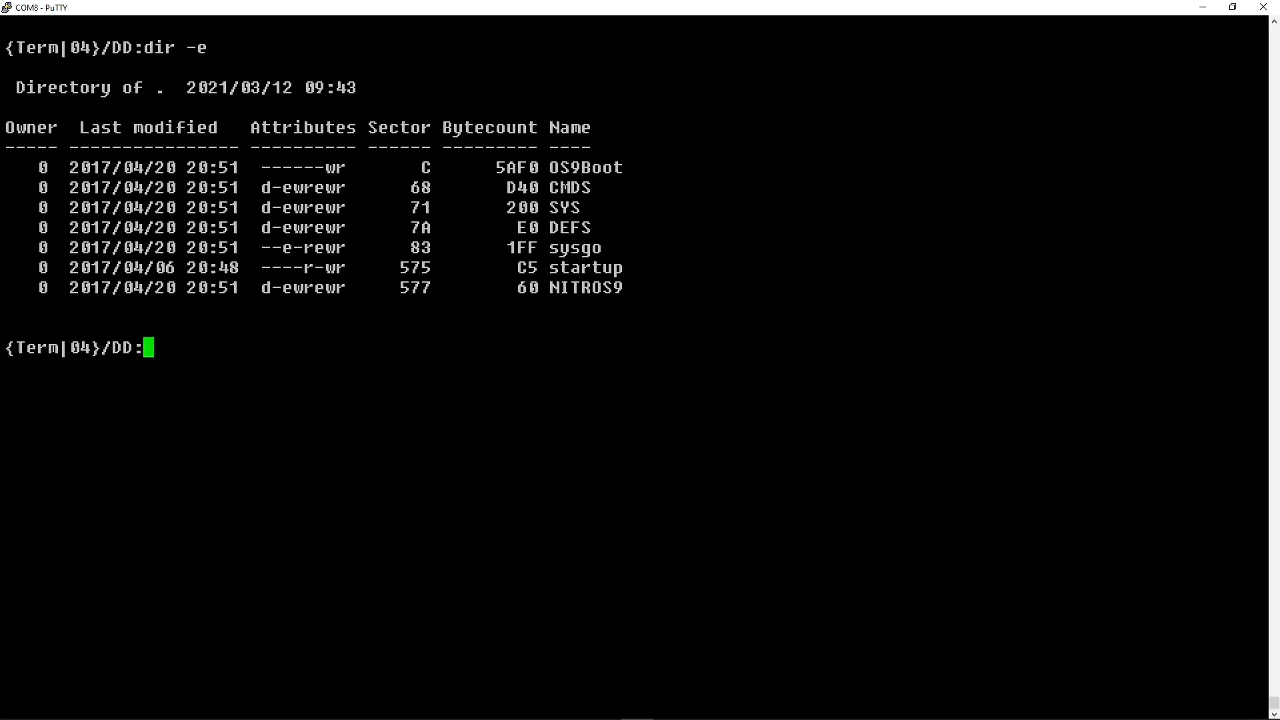 COM8 - PuTTY
{Term|04}/DD:dir -e
Directory of .  2021/03/12 09:43
Owner  Last modified   Attributes Sector Bytecount Name
----- ---------------- ---------- ------ --------- ----
0  2017/04/20 20:51  ------wr       C      5AF0 OS9Boot
0  2017/04/20 20:51  d-ewrewr      68       D40 CMDS
0  2017/04/20 20:51  d-ewrewr      71       200 SYS
0  2017/04/20 20:51  d-ewrewr      7A        E0 DEFS
0  2017/04/20 20:51  --e-rewr      83       1FF sysgo
0  2017/04/06 20:48  ----r-wr     575        C5 startup
0  2017/04/20 20:51  d-ewrewr     577        60 NITROS9
{Term|04}/DD: